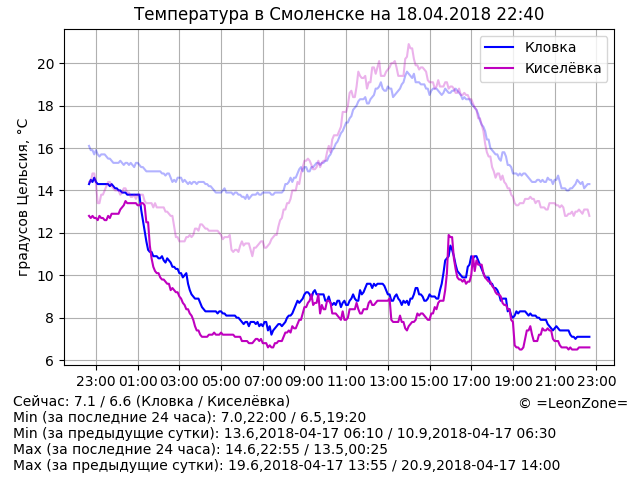 Температура в Смоленске на 18.04.2018 22:40
Кловка
Киселёвка
градусов Цельсия, °C
20
18
16
14
12
10
8
6
23:00 01:00 03:00 05:00 07:00 09:00 11:00 13:00 15:00 17:00 19:00 21:00 23:00
Сейчас: 7.1 / 6.6 (Кловка / Киселёвка)
© =LeonZone=
Min (за последние 24 часа): 7.0,22:00 / 6.5,19:20
Min (за предыдущие сутки): 13.6,2018-04-17 06:10 / 10.9,2018-04-17 06:30
Max (за последние 24 часа): 14.6,22:55 / 13.5,00:25
Max (за предыдущие сутки): 19.6,2018-04-17 13:55 / 20.9,2018-04-17 14:00